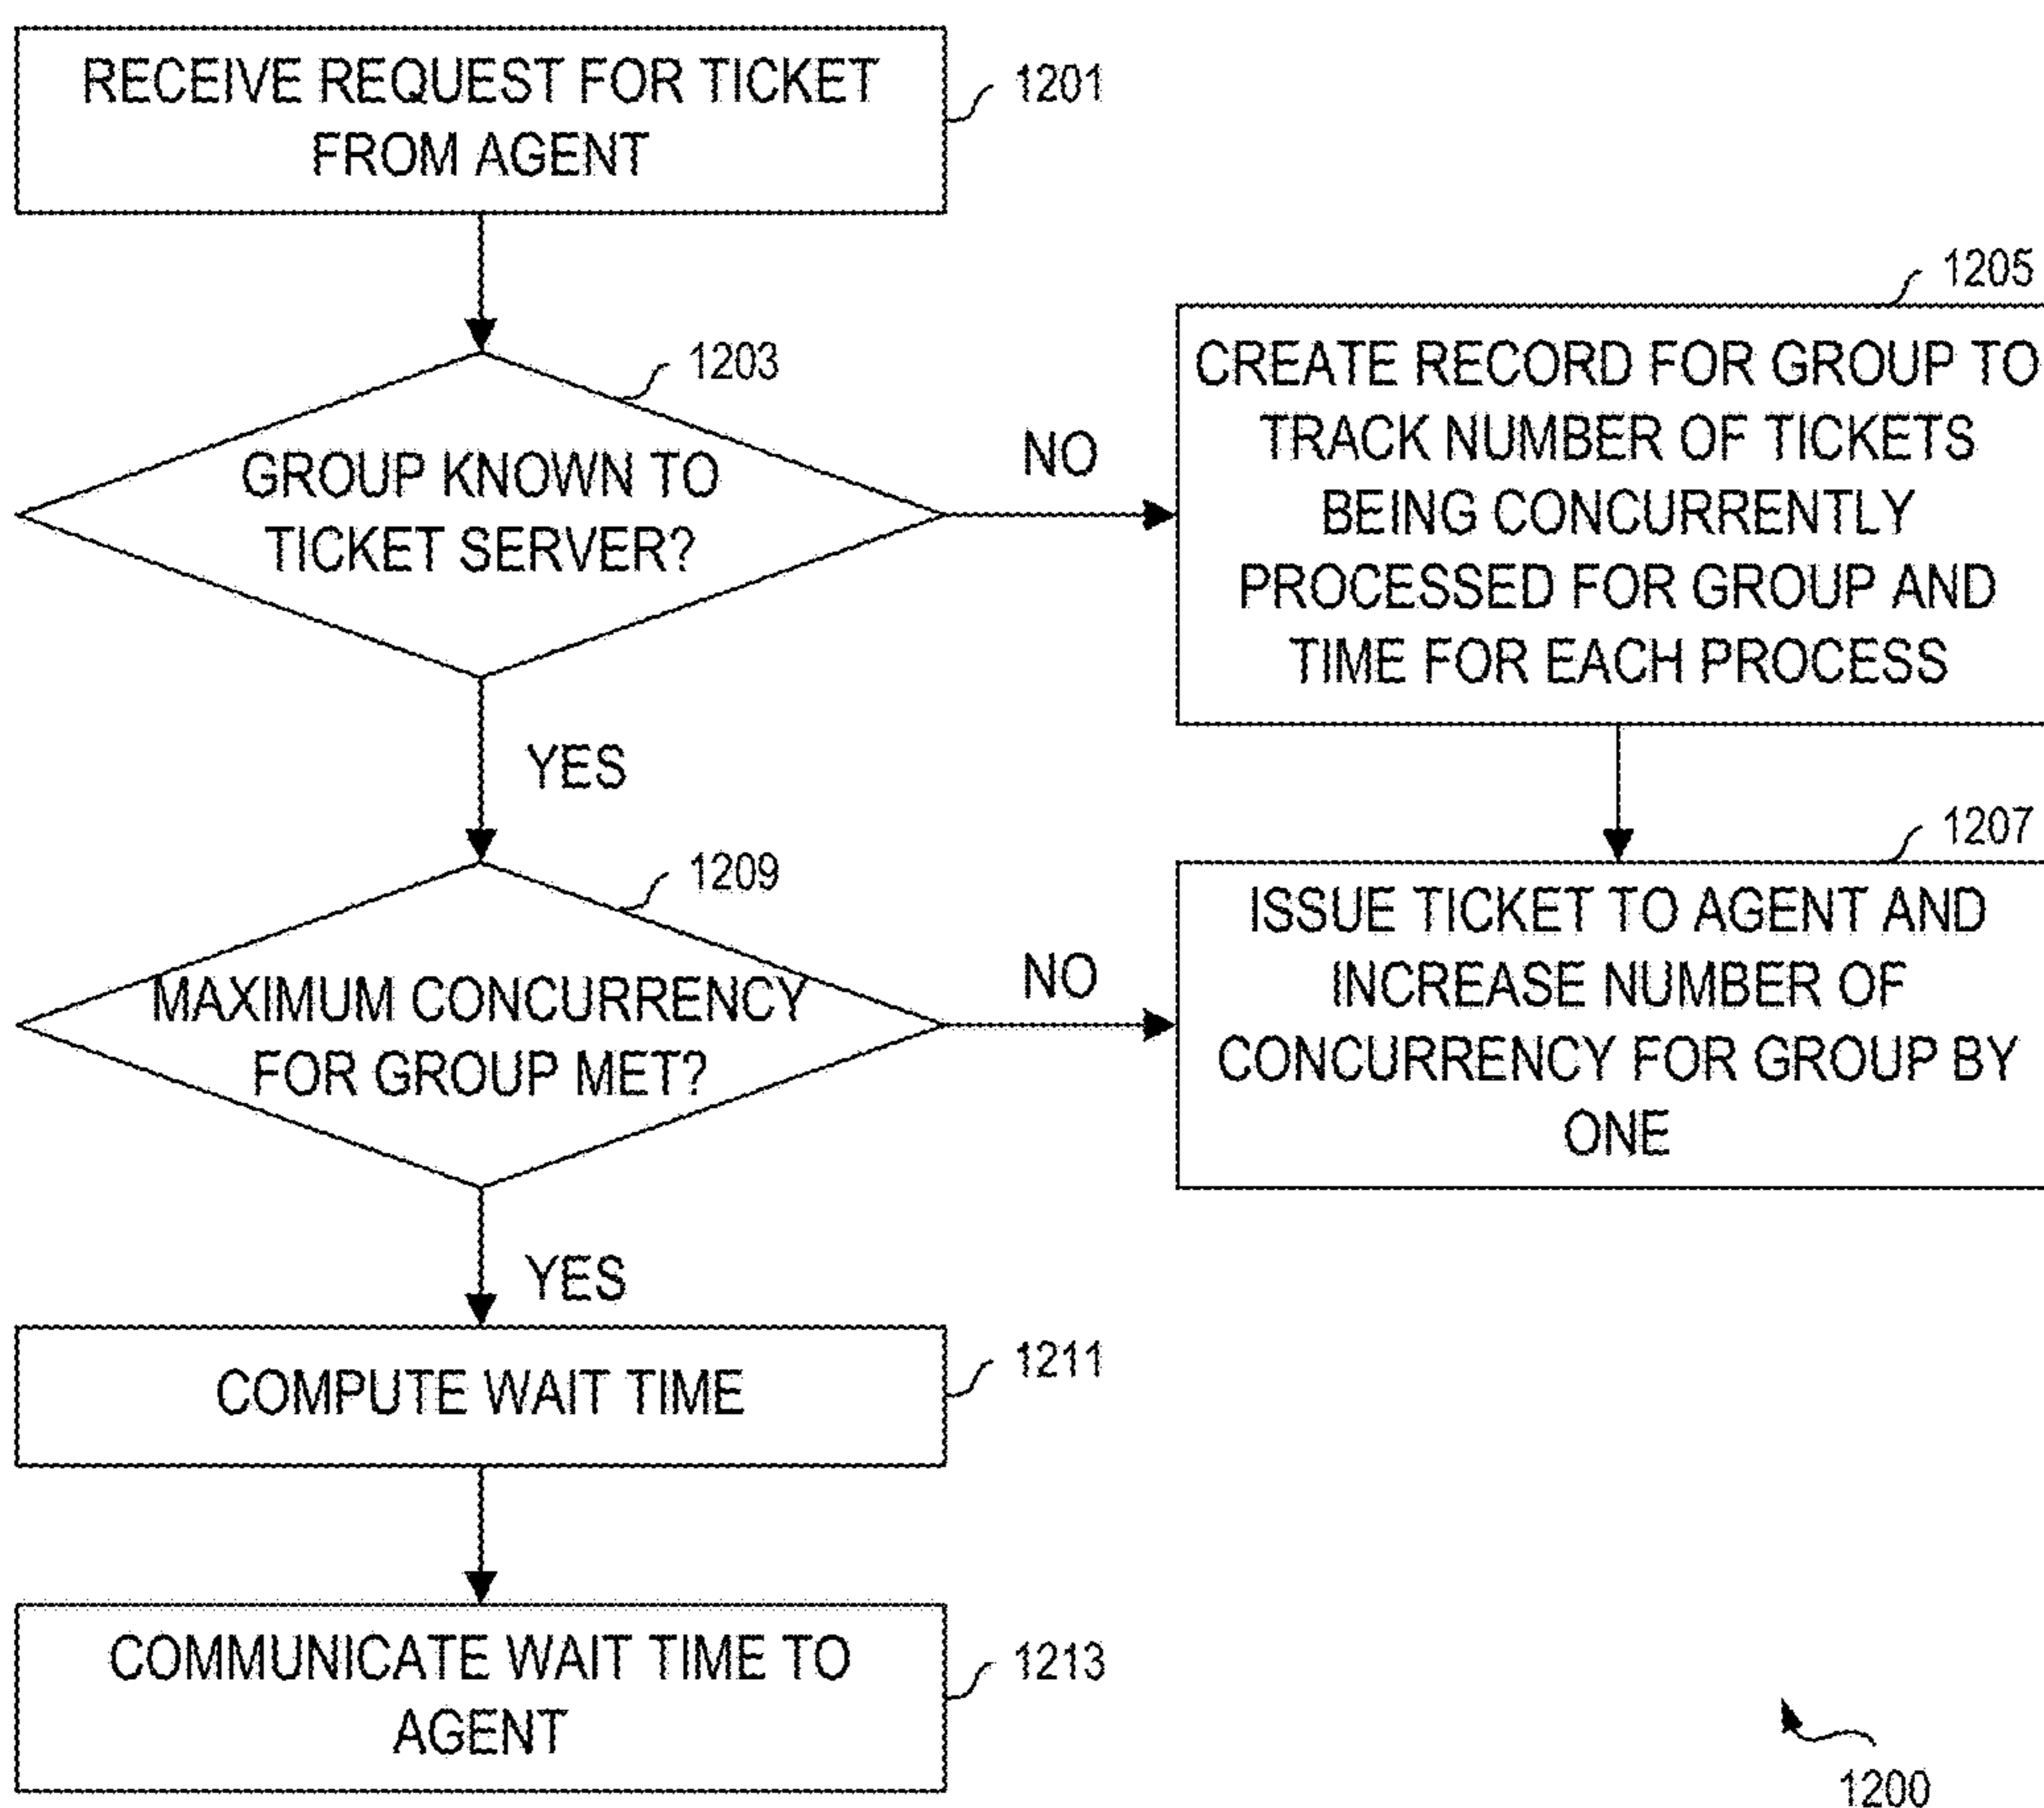 RECEIVE REQUEST FOR TICKET
FROM AGENT
1201
1203
GROUP KNOWN TO
TICKET SERVER?
NO
1205
CREATE RECORD FOR GROUP TO
TRACK NUMBER OF TICKETS
BEING CONCURRENTLY
PROCESSED FOR GROUP AND
TIME FOR EACH PROCESS
YES
1207
ISSUE TICKET TO AGENT AND
INCREASE NUMBER OF
CONCURRENCY FOR GROUP BY
ONE
1209
MAXIMUM CONCURRENCY
FOR GROUP MET?
NO
YES
COMPUTE WAIT TIME
1211
COMMUNICATE WAIT TIME TO
AGENT
1213
1200